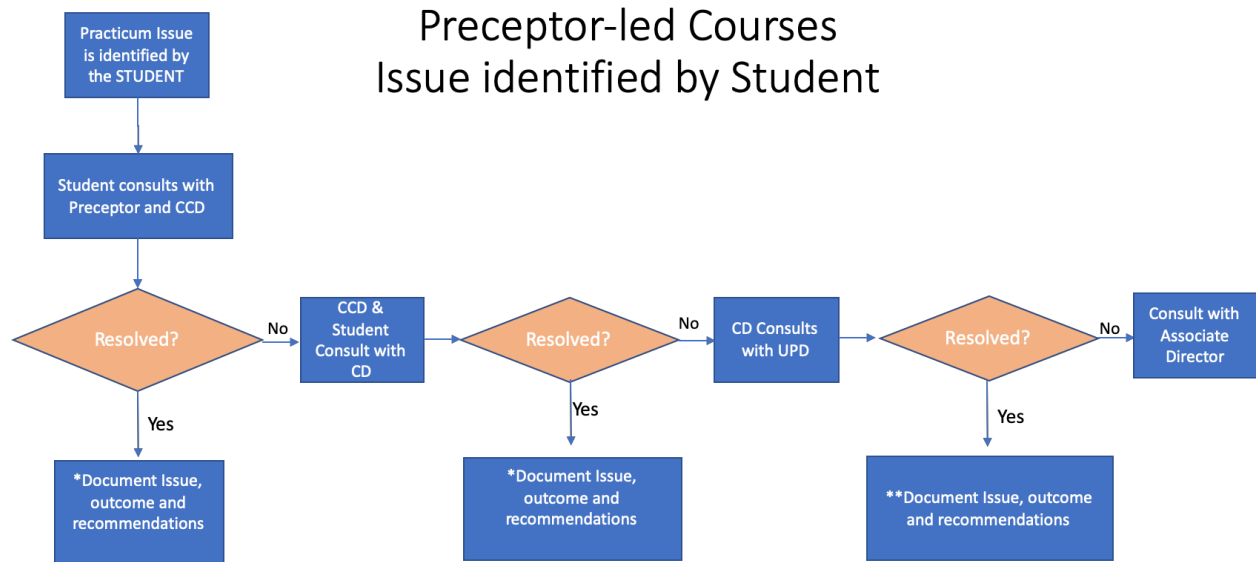 Preceptor-led Courses
Issue identified by Student
Practicum Issue
is identified by
the STUDENT
Student consults with
Preceptor and CCD
Resolved?
No
CCD &
Student
Consult with
CD
Resolved?
No
CD Consults
with UPD
Resolved?
No
Consult with
Associate
Director
Yes
Yes
Yes
*Document Issue,
outcome and
recommendations
*Document Issue,
outcome and
recommendations
**Document Issue, outcome
and recommendations